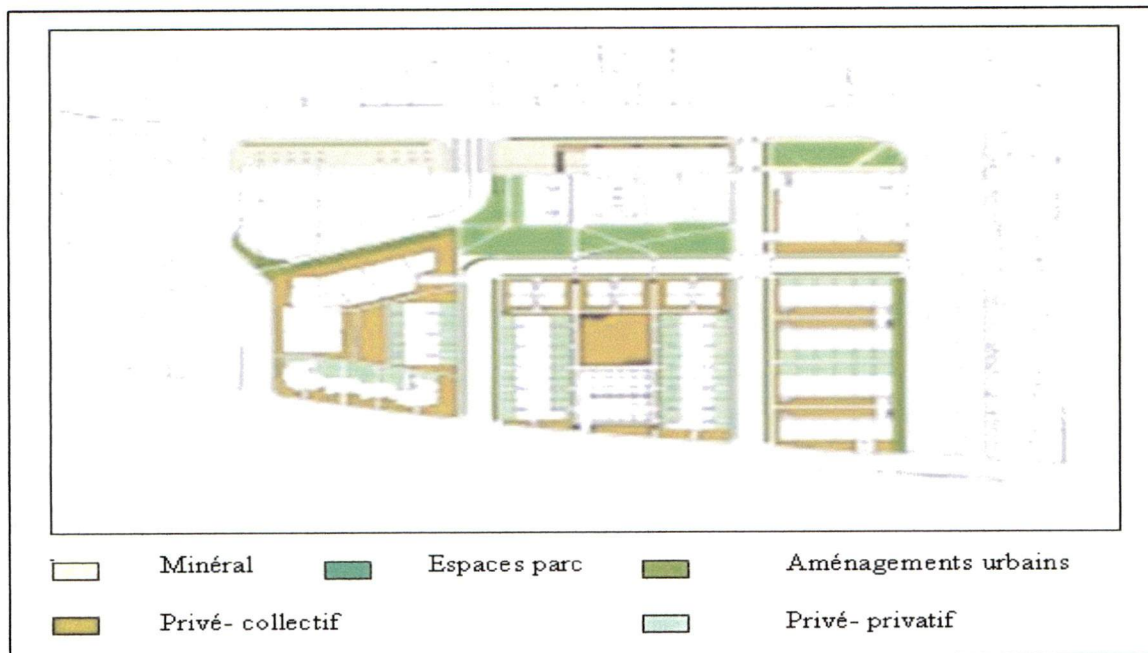 Minéral Espaces parc Aménagements urbains
Privé- collectif Privé- privatif